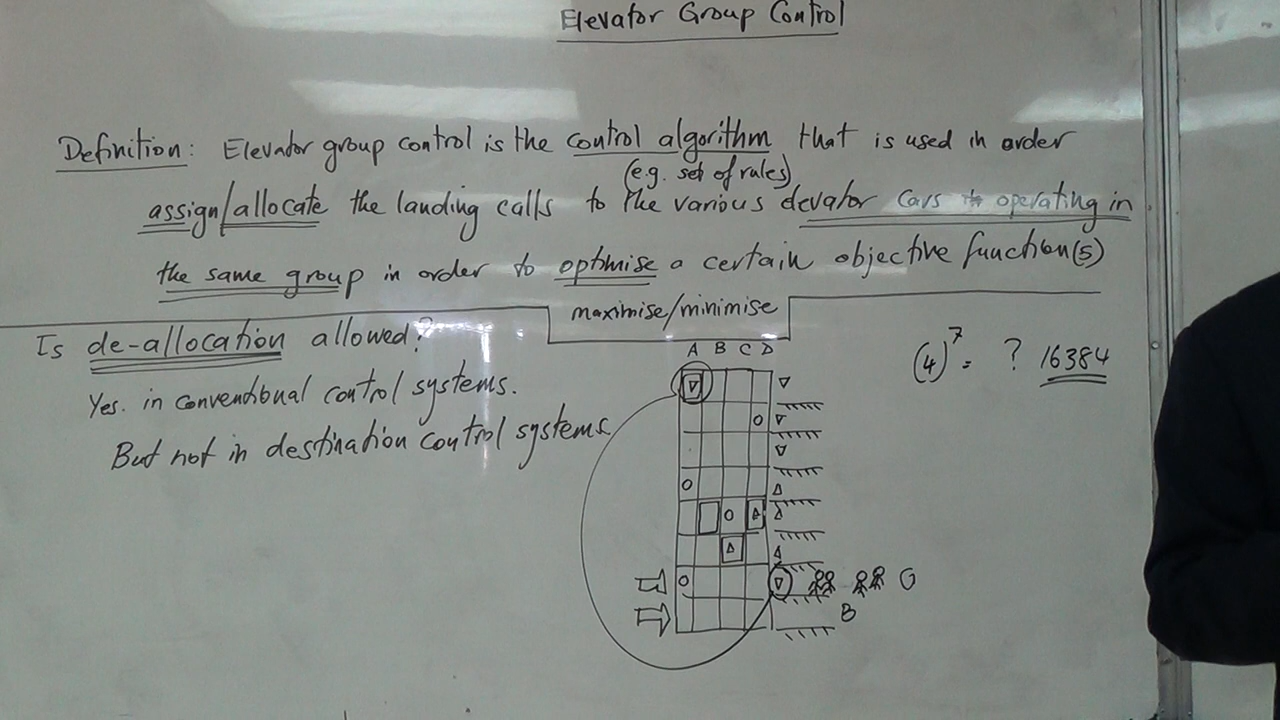 Elevator Group Control
Definition: Elevator group control is the control algorithm that is used in order
(e.g. set of rules)
assign/allocate the landing calls to the various elevator cars operating in
the same group in order to optimise a certain objective function(s)
maximise/minimise
Is de-allocation allowed?
Yes. in conventional control systems.
But not in destination control systems.
(4)^7 = ? 16384
A B C D
G
B